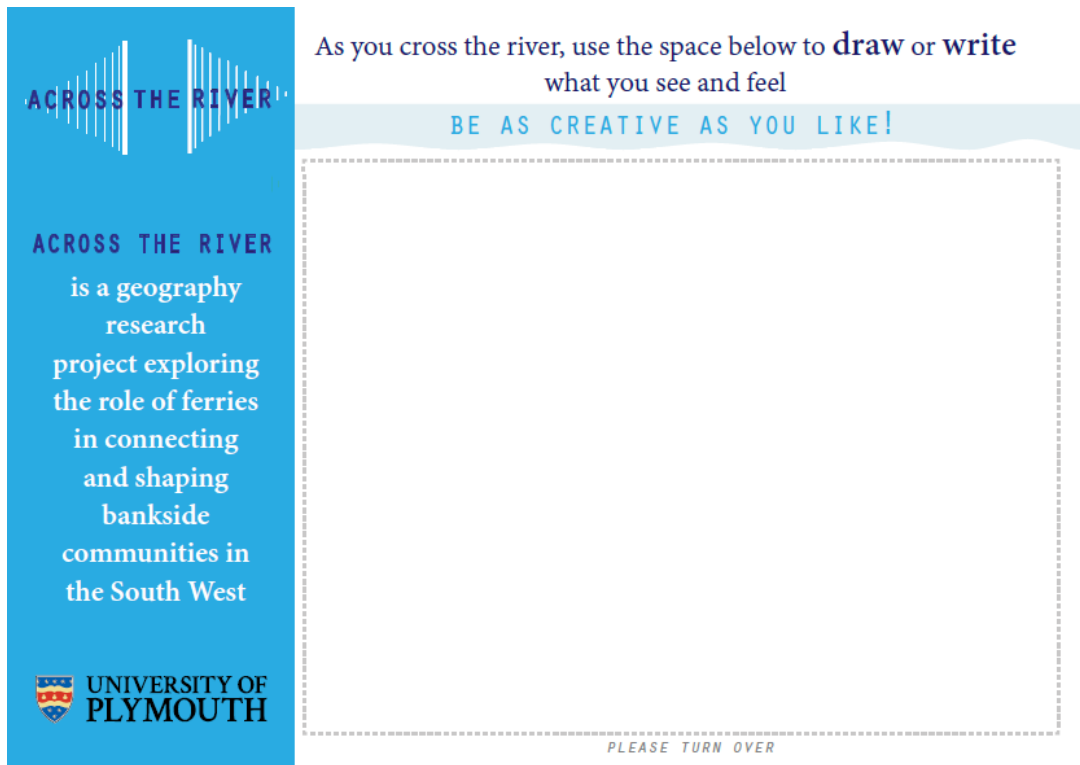 ACROSS THE RIVER
ACROSS THE RIVER
is a geography
research
project exploring
the role of ferries
in connecting
and shaping
bankside
communities in
the South West
UNIVERSITY OF
PLYMOUTH
As you cross the river, use the space below to draw or write
what you see and feel
BE AS CREATIVE AS YOU LIKE!
PLEASE TURN OVER